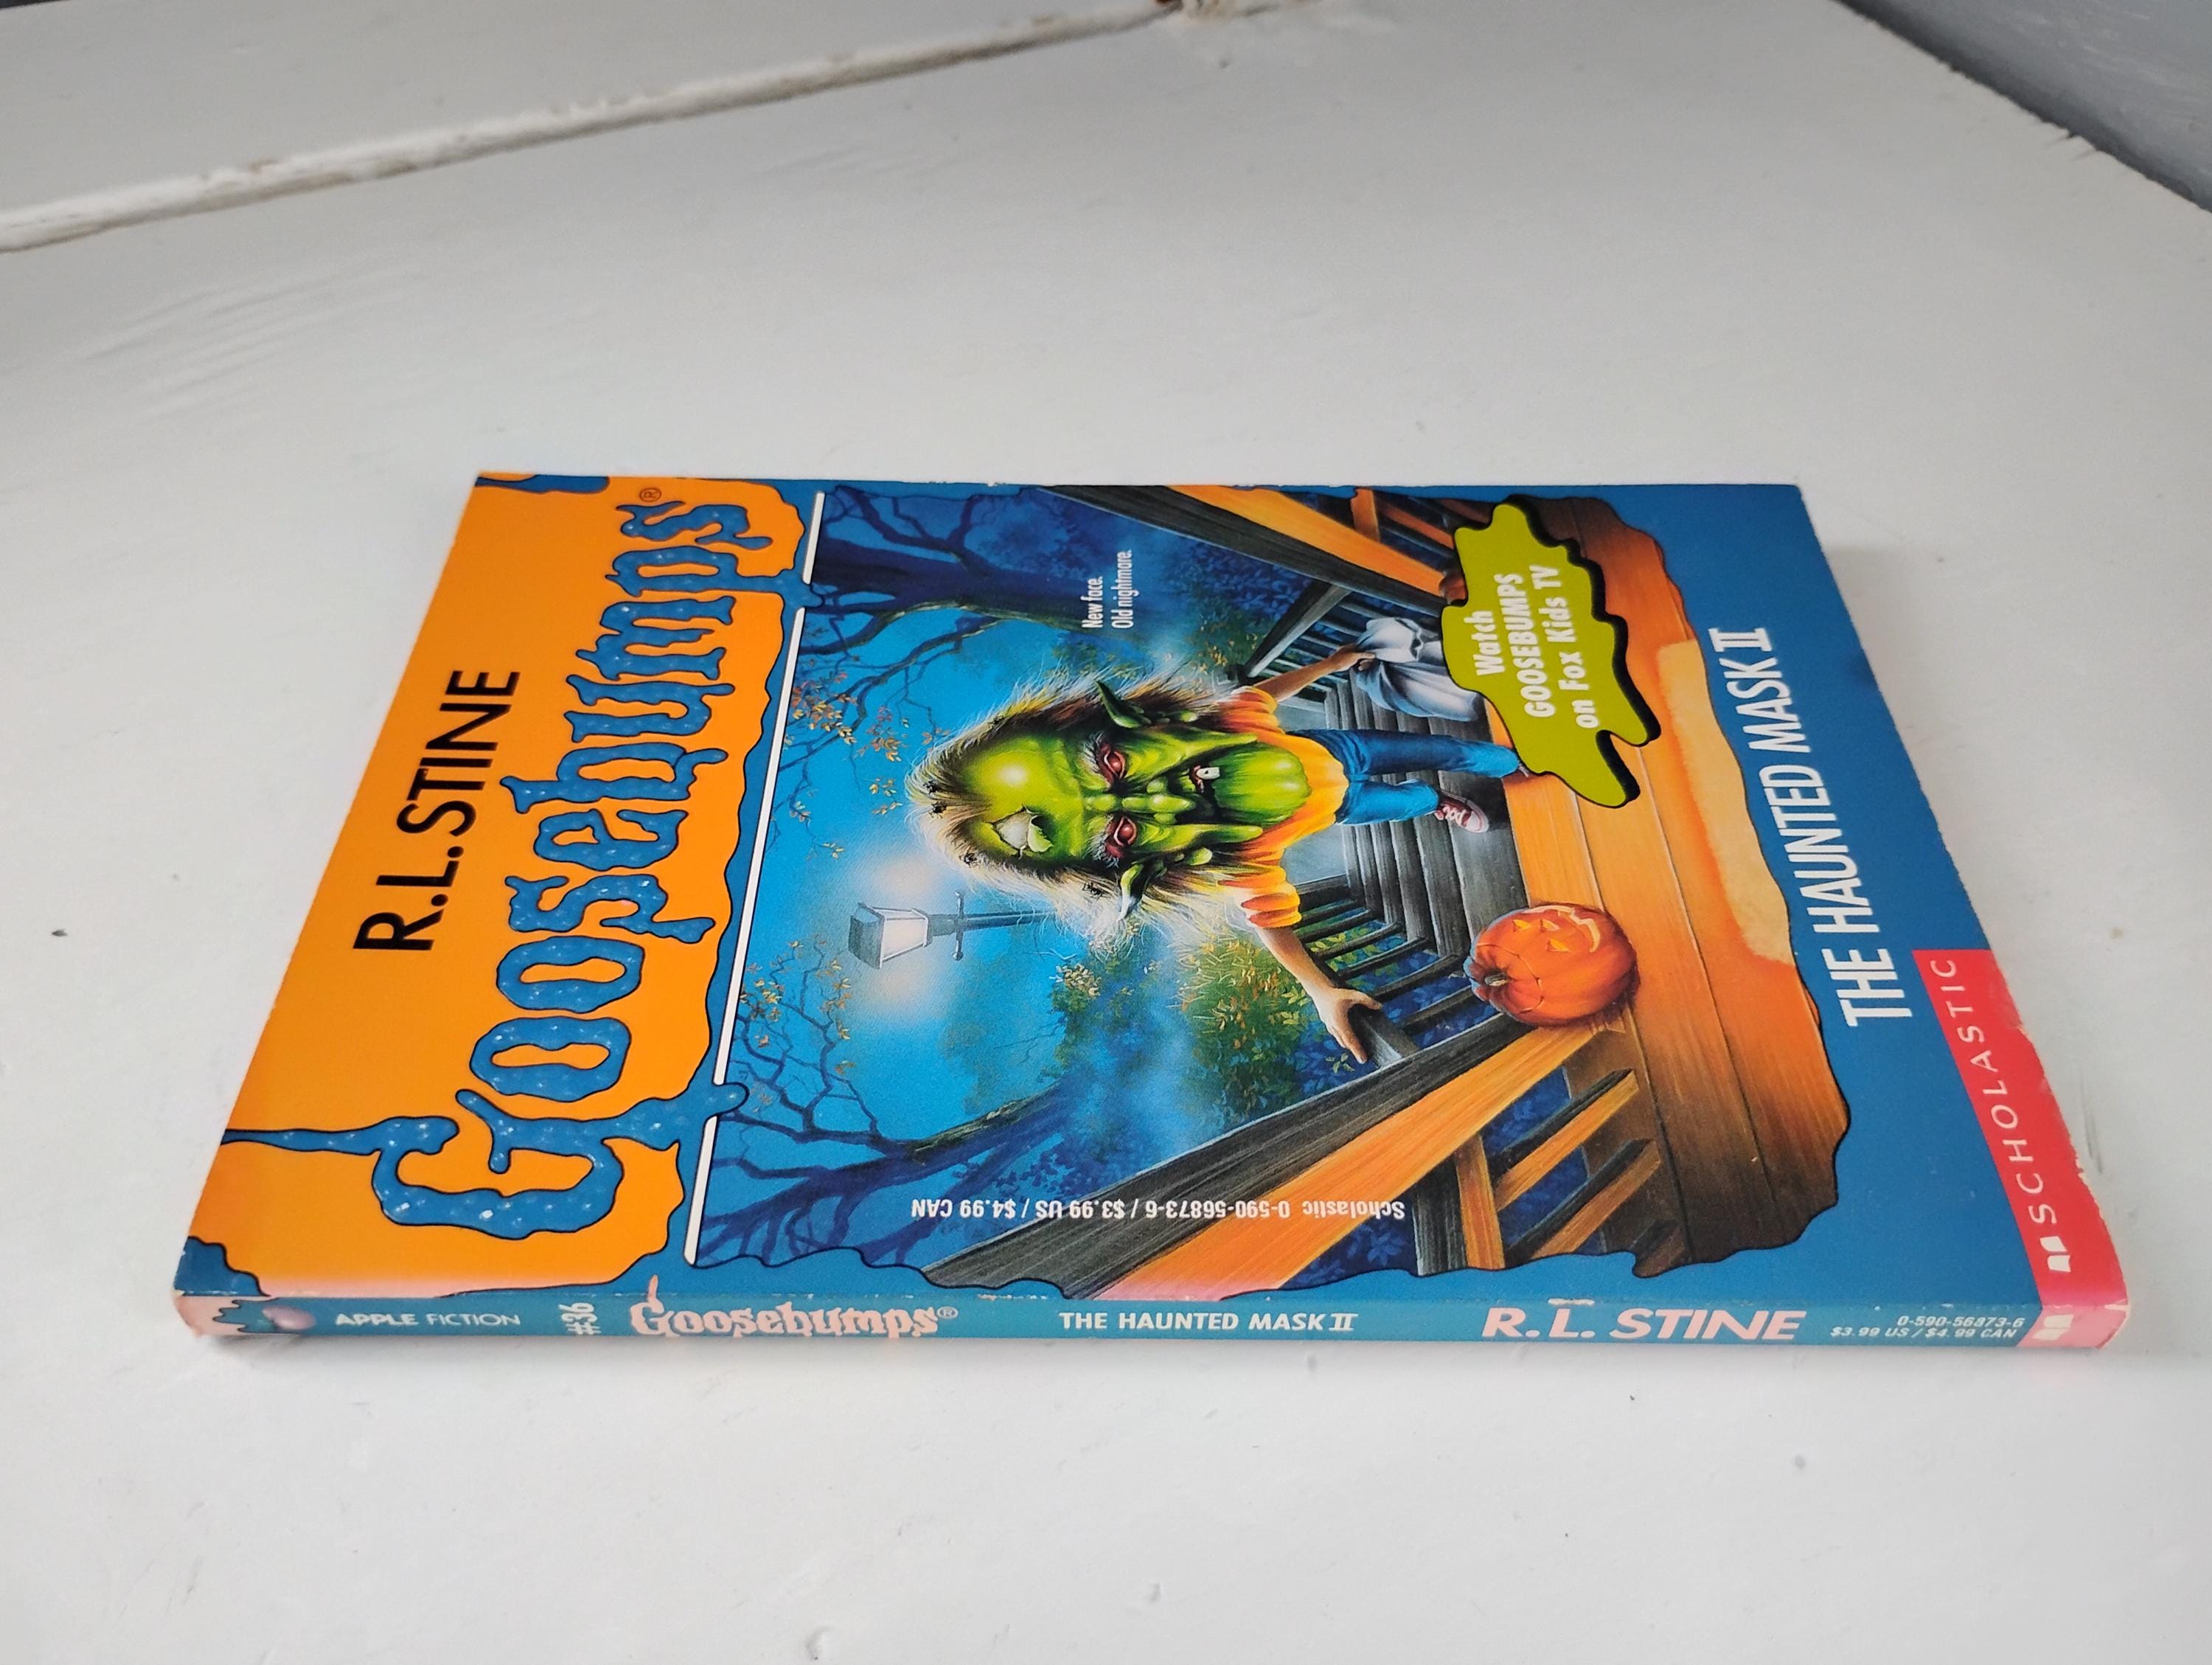 R.L. STINE
Goosebumps®
New face.
Old nightmare.
Watch
GOOSEBUMPS
on Fox Kids TV
Scholastic 0-590-56873-6 / $3.99 US / $4.99 CAN
THE HAUNTED MASK II
SCHOLASTIC
APPLE FICTION
#36
Goosebumps®
THE HAUNTED MASK II
R.L. STINE
0-590-56873-6
$3.99 US / $4.99 CAN